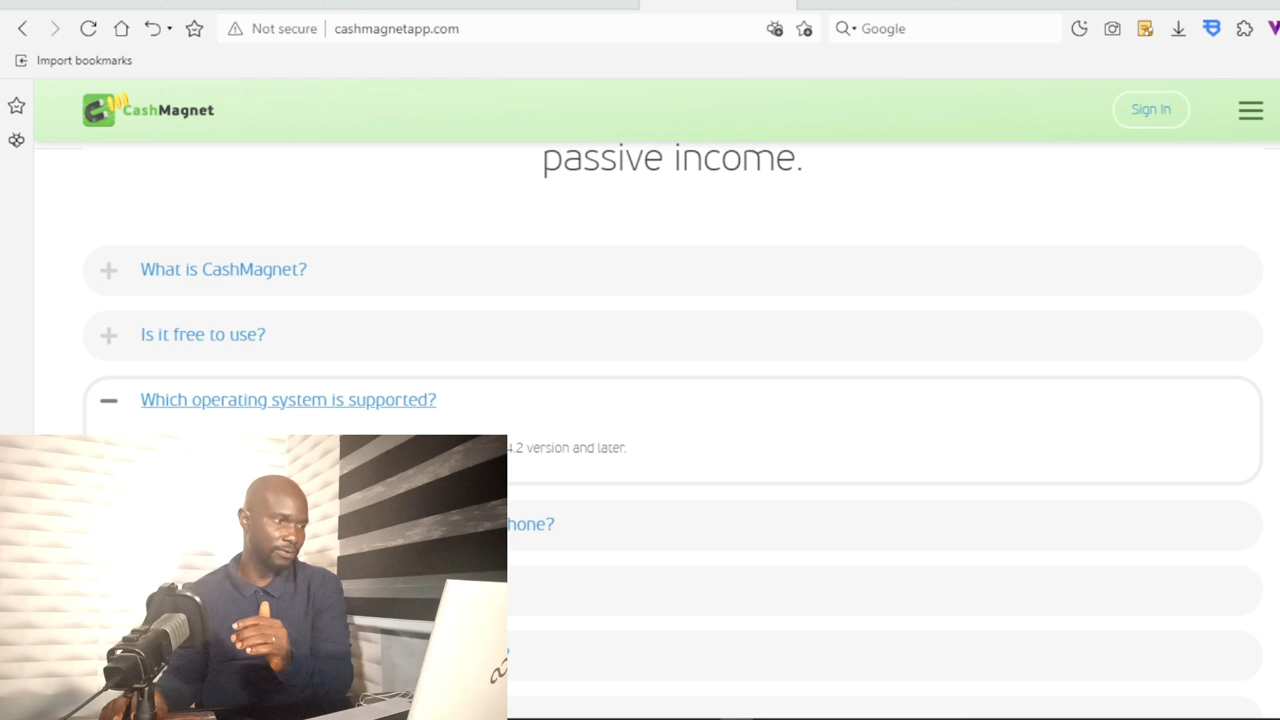 Not secure
cashmagnetapp.com
Google
Import bookmarks
CashMagnet
Sign In
passive income.
What is CashMagnet?
Is it free to use?
Which operating system is supported?
4.2 version and later.
hone?